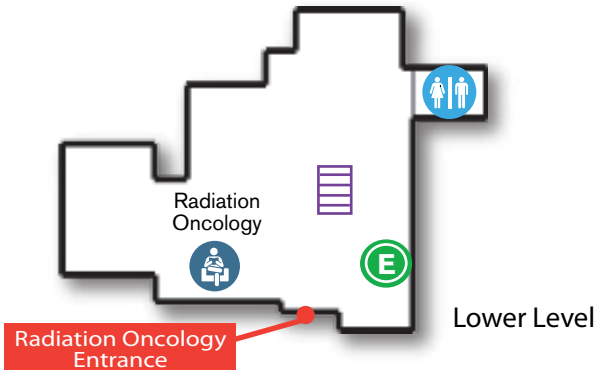 Radiation
Oncology
E
Lower Level
Radiation Oncology
Entrance